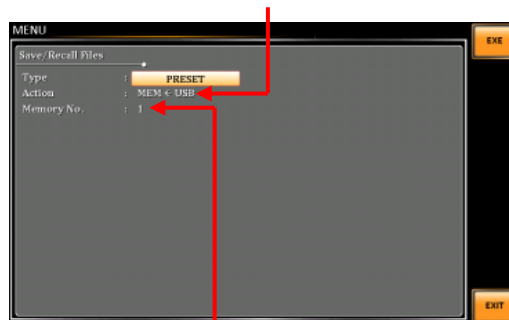 MENU
EXE
Save/Recall Files
Type : PRESET
Action : MEM ← USB
Memory No. : 1
EXIT